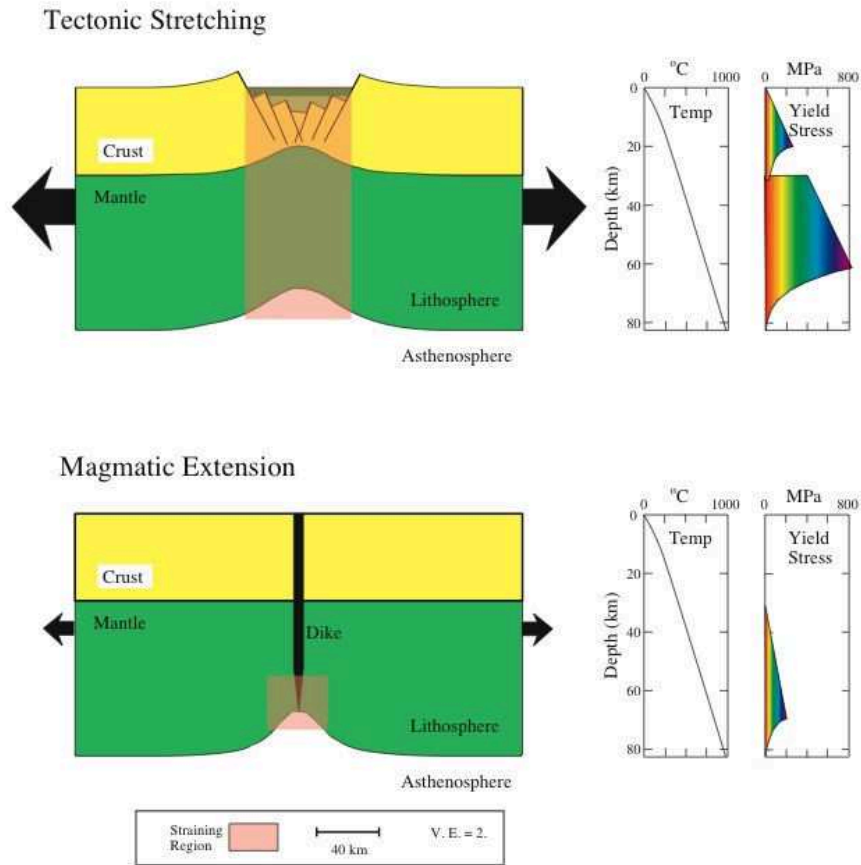 Tectonic Stretching
Crust
Mantle
Lithosphere
Asthenosphere
°C
0 1000
Temp
Depth (km)
0
20
40
60
80
MPa
0 800
Yield
Stress
Magmatic Extension
Crust
Mantle
Dike
Lithosphere
Asthenosphere
°C
0 1000
Temp
Depth (km)
0
20
40
60
80
MPa
0 800
Yield
Stress
Straining
Region
40 km
V. E. = 2.